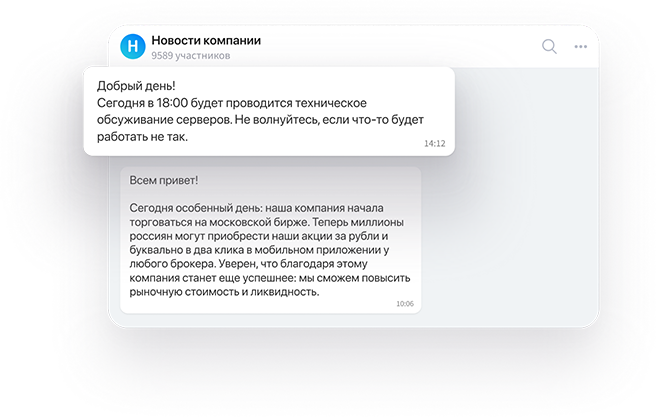 Н
Новости компании
9589 участников
Добрый день!
Сегодня в 18:00 будет проводится техническое
обсуживание серверов. Не волнуйтесь, если что-то будет
работать не так.
14:12
Всем привет!
Сегодня особенный день: наша компания начала
торговаться на московской бирже. Теперь миллионы
россиян могут приобрести наши акции за рубли и
буквально в два клика в мобильном приложении у
любого брокера. Уверен, что благодаря этому
компания станет еще успешнее: мы сможем повысить
рыночную стоимость и ликвидность.
10:06